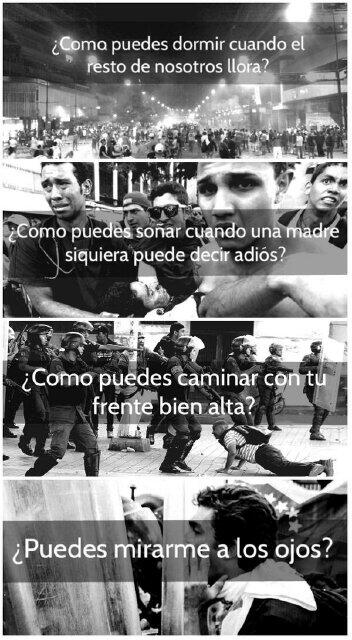 ¿Como puedes dormir cuando el
resto de nosotros llora?
¿Como puedes soñar cuando una madre
siquiera puede decir adiós?
¿Como puedes caminar con tu
frente bien alta?
¿Puedes mirarme a los ojos?